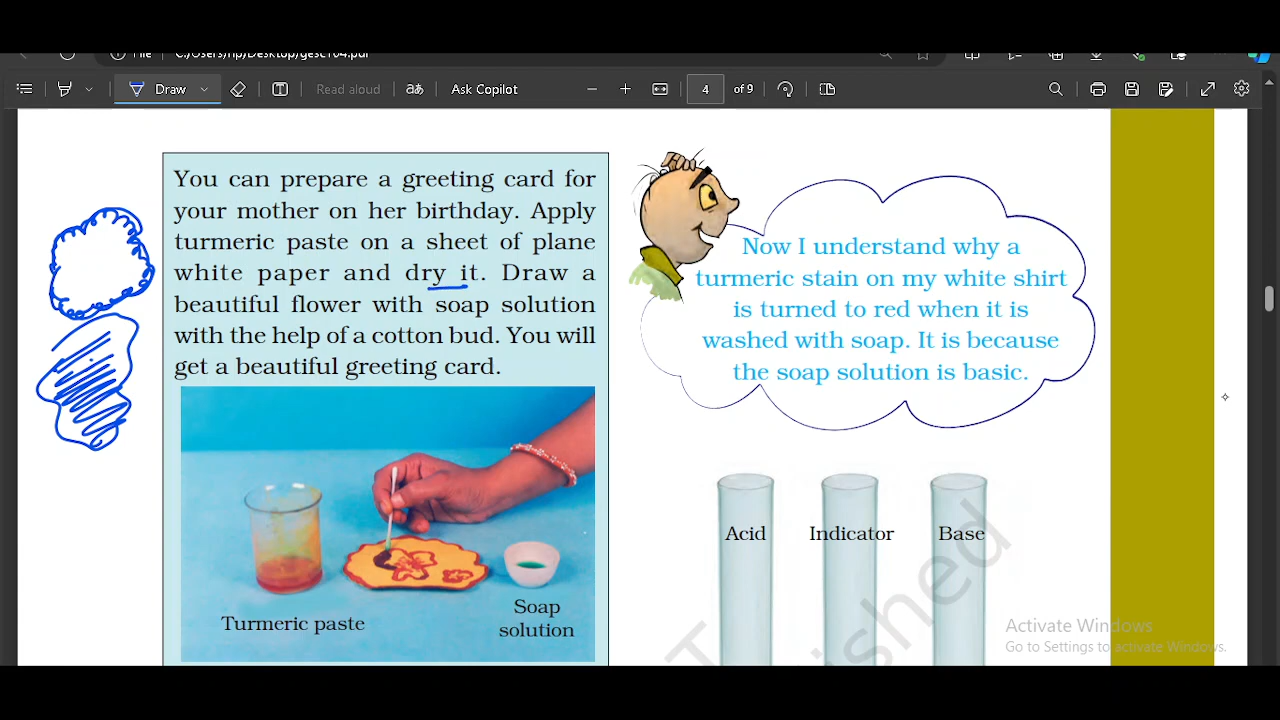 File C:/Users/rip/Desktop/gesc104.pdf
Draw Read aloud aあ Ask Copilot 4 of 9
You can prepare a greeting card for
your mother on her birthday. Apply
turmeric paste on a sheet of plane
white paper and dry it. Draw a
beautiful flower with soap solution
with the help of a cotton bud. You will
get a beautiful greeting card.
Turmeric paste
Soap
solution
Now I understand why a
turmeric stain on my white shirt
is turned to red when it is
washed with soap. It is because
the soap solution is basic.
Acid Indicator Base
Activate Windows
Go to Settings to activate Windows.